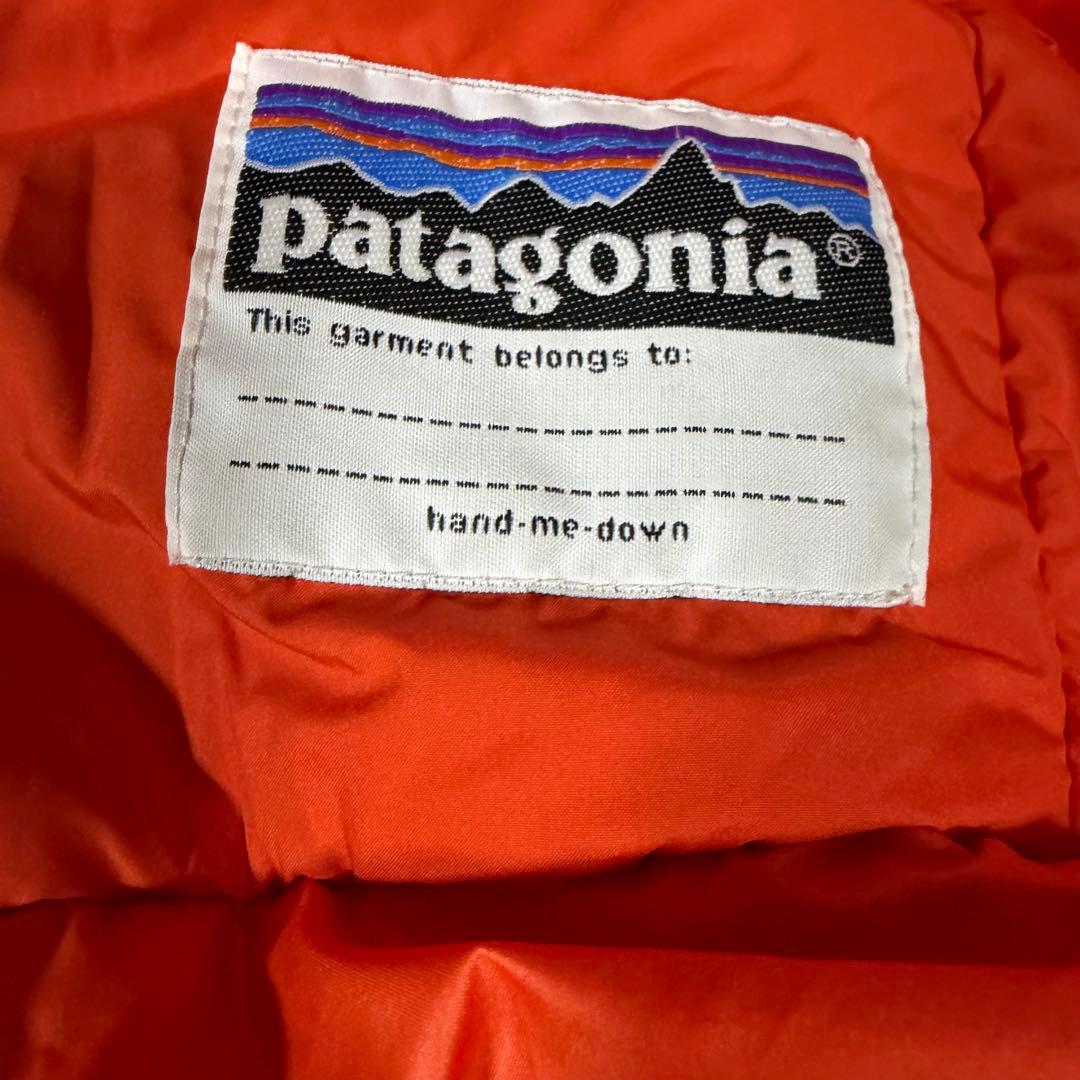 patagonia®
This garment belongs to:
hand-me-down